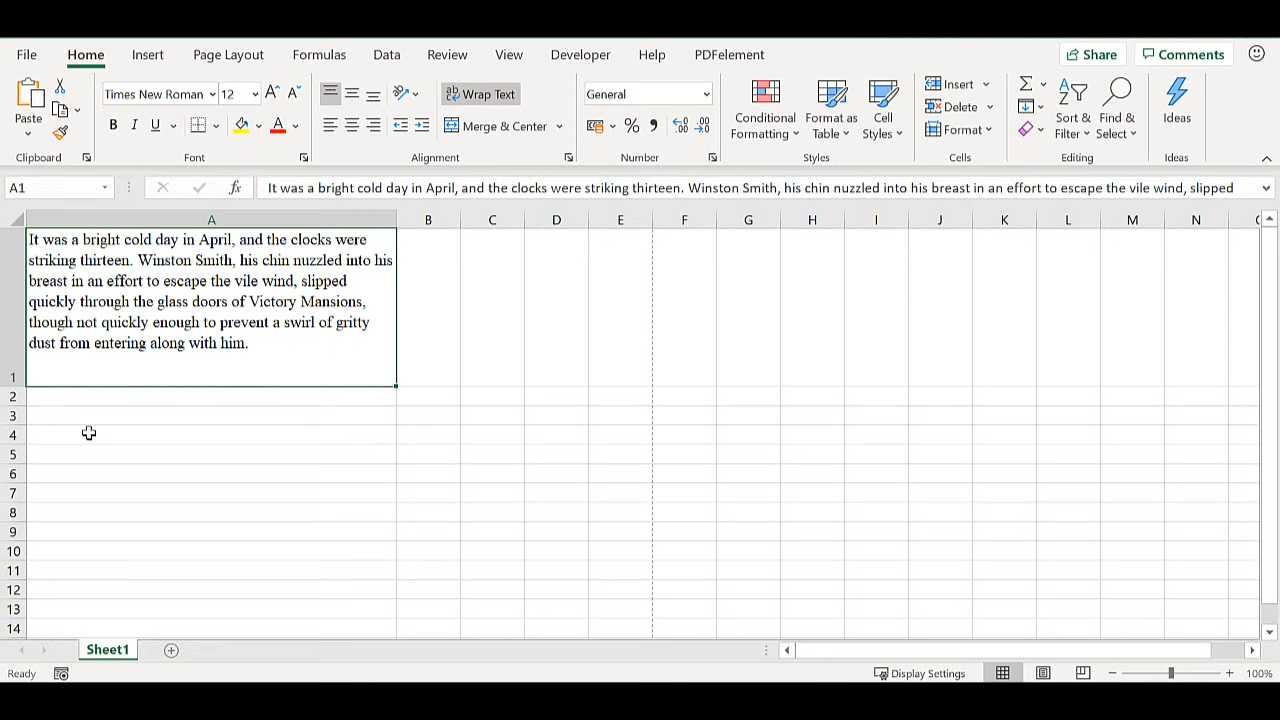 File Home Insert Page Layout Formulas Data Review View Developer Help PDFelement Share Comments
Times New Roman 12 Wrap Text General Insert
Paste Conditional Formatting Format as Table Cell Styles Delete Sort & Filter Find & Select Ideas
B I U Merge & Center % Format
Clipboard Font Alignment Number Styles Cells Editing Ideas
A1 fx It was a bright cold day in April, and the clocks were striking thirteen. Winston Smith, his chin nuzzled into his breast in an effort to escape the vile wind, slipped
A B C D E F G H I J K L M N
It was a bright cold day in April, and the clocks were
striking thirteen. Winston Smith, his chin nuzzled into his
breast in an effort to escape the vile wind, slipped
quickly through the glass doors of Victory Mansions,
though not quickly enough to prevent a swirl of gritty
dust from entering along with him.
1
2
3
4
5
6
7
8
9
10
11
12
13
14
Sheet1
Ready Display Settings 100%